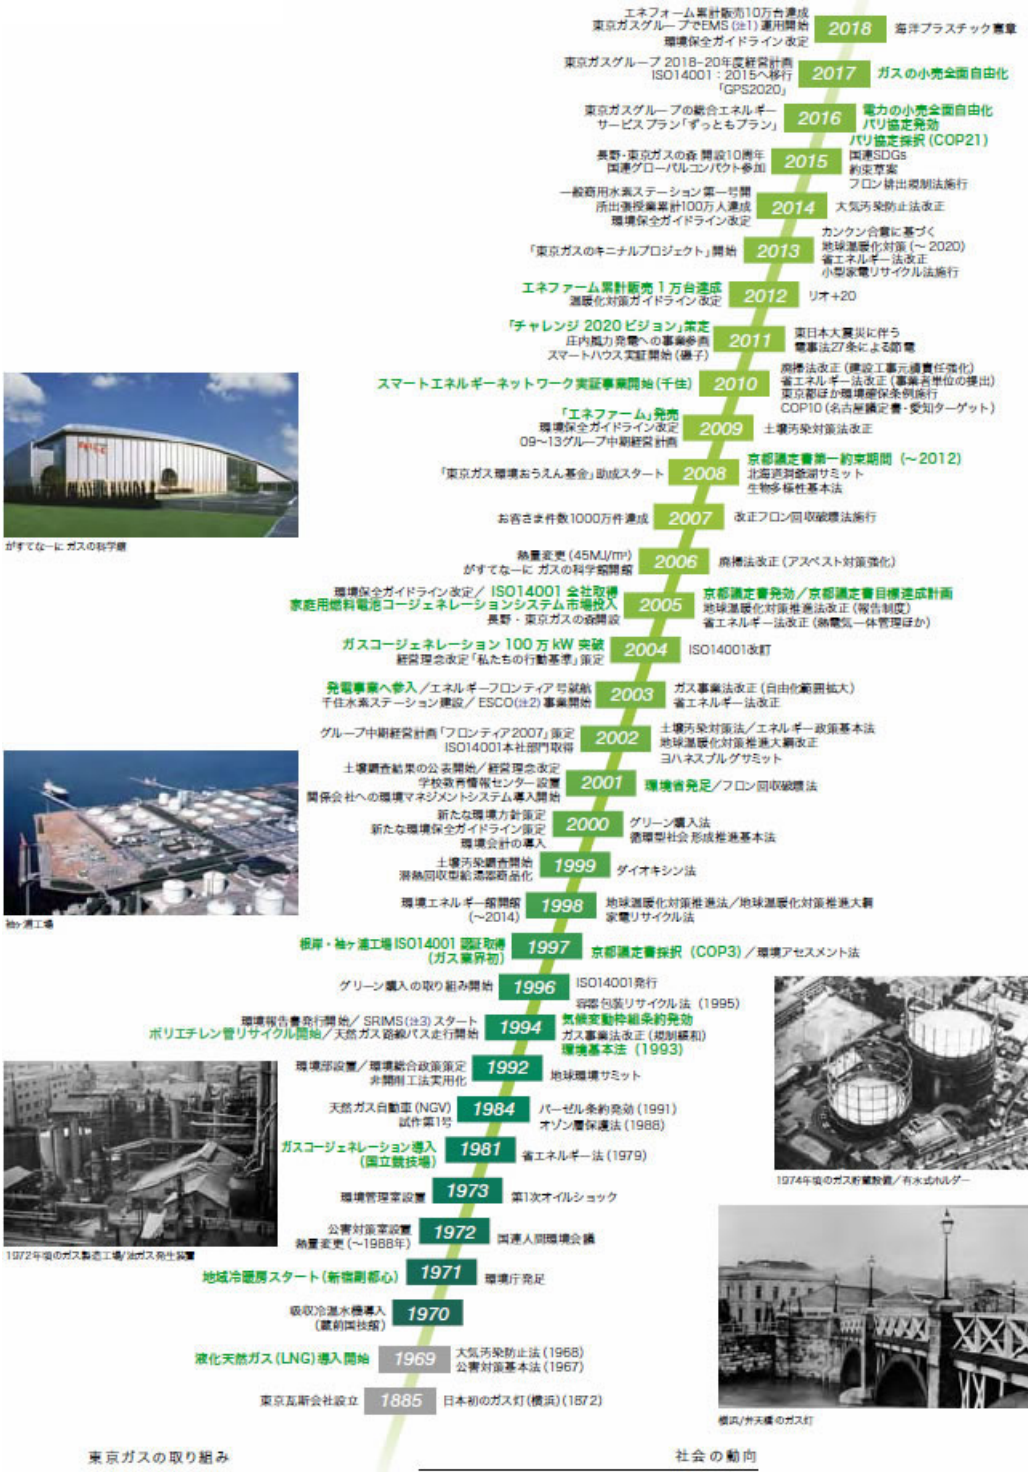 エネフォーム累計販売10万台達成
東京ガスグループでEMS (注1) 運用開始
環境保全ガイドライン改定
2018
海洋プラスチック憲章
東京ガスグループ 2018-20年度経営計画
ISO14001：2015へ移行
「GPS2020」
2017
ガスの小売全面自由化
東京ガスグループの総合エネルギー
サービスプラン「ずっともプラン」
2016
電力の小売全面自由化
パリ協定発効
長野・東京ガスの森 開設10周年
国連グローバルコンパクト参加
2015
パリ協定採択 (COP21)
国連SDGs
約束草案
フロン排出規制法施行
一般商用水素ステーション第一号開
所出張授業累計100万人達成
環境保全ガイドライン改定
2014
大気汚染防止法改正
「東京ガスのキニナルプロジェクト」開始
2013
カンクン合意に基づく
地球温暖化対策 (～2020)
省エネルギー法改正
小型家電リサイクル法施行
エネファーム累計販売 1 万台達成
温暖化対策ガイドライン改定
2012
リオ+20
「チャレンジ 2020 ビジョン」策定
庄内風力発電への事業参画
スマートハウス実証開始 (磯子)
2011
東日本大震災に伴う
電事法27条による節電
スマートエネルギーネットワーク実証事業開始 (千住)
2010
廃掃法改正 (建設工事元請責任強化)
省エネルギー法改正 (事業者単位の提出)
東京都ほか環境確保条例施行
COP10 (名古屋議定書・愛知ターゲット)
「エネファーム」発売
環境保全ガイドライン改定
09～13グループ中期経営計画
2009
土壌汚染対策法改正
「東京ガス環境おうえん基金」助成スタート
2008
京都議定書第一約束期間 (～2012)
北海道洞爺湖サミット
生物多様性基本法
お客さま件数1000万件達成
2007
改正フロン回収破壊法施行
熱量変更 (45MJ/m³)
がすてなーに ガスの科学館開館
2006
廃掃法改正 (アスベスト対策強化)
環境保全ガイドライン改定／ ISO14001 全社取得
家庭用燃料電池コージェネレーションシステム市場投入
長野・東京ガスの森開設
2005
京都議定書発効／京都議定書目標達成計画
地球温暖化対策推進法改正 (報告制度)
省エネルギー法改正 (熱電気一体管理ほか)
ガスコージェネレーション 100 万 kW 突破
経営理念改定「私たちの行動基準」策定
2004
ISO14001改訂
発電事業へ参入／エネルギーフロンティア号就航
千住水素ステーション建設／ ESCO (注2) 事業開始
2003
ガス事業法改正 (自由化範囲拡大)
省エネルギー法改正
グループ中期経営計画「フロンティア2007」策定
ISO14001本社部門取得
2002
土壌汚染対策法／エネルギー政策基本法
地球温暖化対策推進大綱改正
ヨハネスブルグサミット
土壌調査結果の公表開始／経営理念改定
学校教育情報センター設置
関係会社への環境マネジメントシステム導入開始
2001
環境省発足／フロン回収破壊法
新たな環境方針策定
新たな環境保全ガイドライン策定
環境会計の導入
2000
グリーン購入法
循環型社会形成推進基本法
土壌汚染調査開始
潜熱回収型給湯器商品化
1999
ダイオキシン法
環境エネルギー館開館
(～2014)
1998
地球温暖化対策推進法／地球温暖化対策推進大綱
家電リサイクル法
根岸・袖ヶ浦工場 ISO14001 認証取得
(ガス業界初)
1997
京都議定書採択 (COP3) ／環境アセスメント法
グリーン購入の取り組み開始
1996
ISO14001発行
容器包装リサイクル法 (1995)
環境報告書発行開始／ SRIMS (注3) スタート
ポリエチレン管リサイクル開始／天然ガス路線バス走行開始
1994
気候変動枠組条約発効
ガス事業法改正 (規制緩和)
環境基本法 (1993)
環境部設置／環境総合政策策定
非開削工法実用化
1992
地球環境サミット
天然ガス自動車 (NGV)
試作第1号
1984
バーゼル条約発効 (1991)
オゾン層保護法 (1988)
ガスコージェネレーション導入
(国立競技場)
1981
省エネルギー法 (1979)
環境管理室設置
1973
第1次オイルショック
公害対策室設置
熱量変更 (～1988年)
1972
国連人間環境会議
地域冷暖房スタート (新宿副都心)
1971
環境庁発足
吸収冷温水機導入
(蔵前国技館)
1970
液化天然ガス (LNG) 導入開始
1969
大気汚染防止法 (1968)
公害対策基本法 (1967)
東京瓦斯会社設立
1885
日本初のガス灯 (横浜) (1872)
がすてなーに ガスの科学館
袖ヶ浦工場
1972年頃のガス製造工場/油ガス発生装置
1974年頃のガス貯蔵設備／有水式ホルダー
横浜/弁天橋のガス灯
東京ガスの取り組み
社会の動向